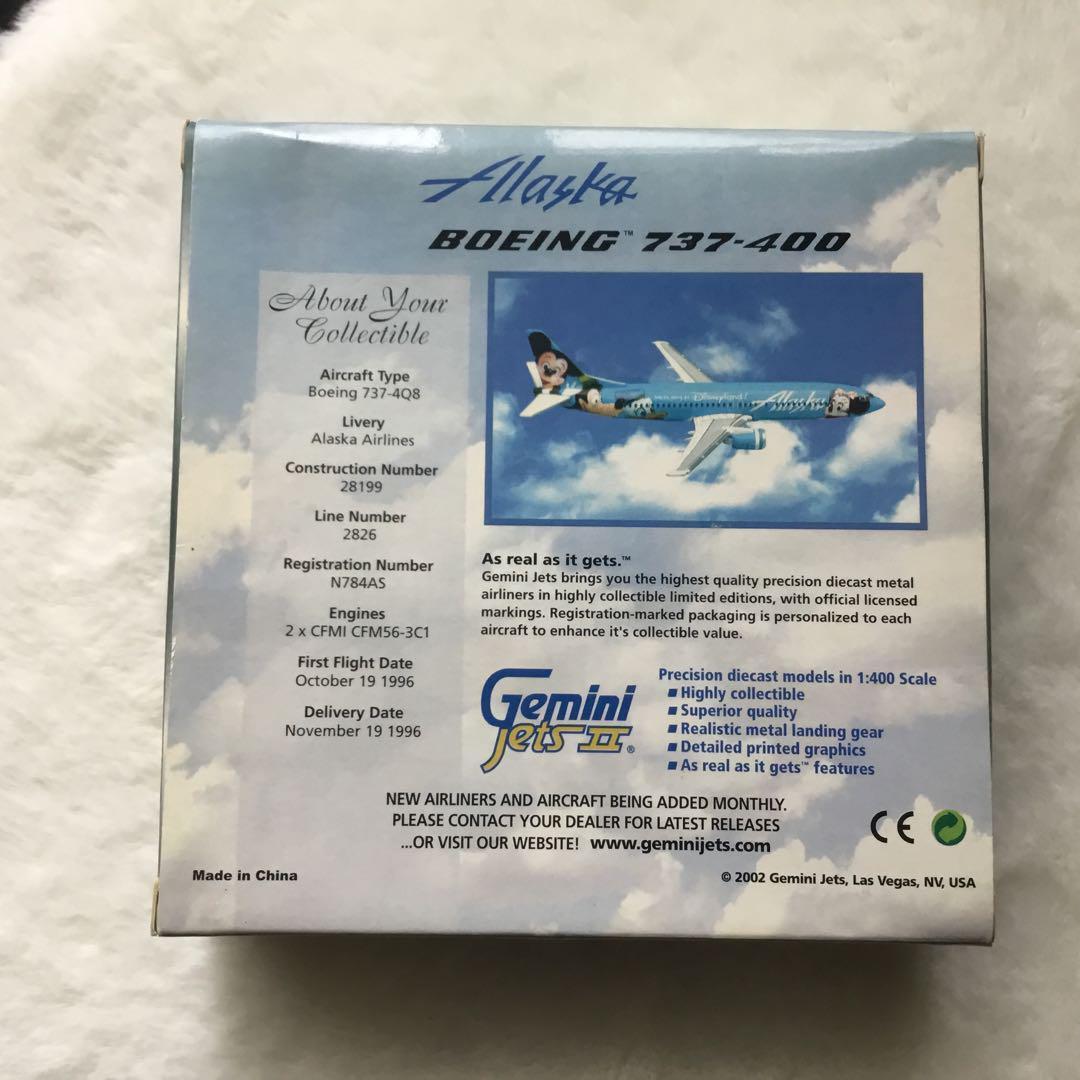 Alaska
BOEING™ 737-400
About Your
Collectible
Aircraft Type
Boeing 737-4Q8
Livery
Alaska Airlines
Construction Number
28199
Line Number
2826
Registration Number
N784AS
Engines
2 x CFMI CFM56-3C1
First Flight Date
October 19 1996
Delivery Date
November 19 1996
Disneyland!
Alaska
As real as it gets.™
Gemini Jets brings you the highest quality precision diecast metal
airliners in highly collectible limited editions, with official licensed
markings. Registration-marked packaging is personalized to each
aircraft to enhance it's collectible value.
Gemini
Jets II®
Precision diecast models in 1:400 Scale
■ Highly collectible
■ Superior quality
■ Realistic metal landing gear
■ Detailed printed graphics
■ As real as it gets™ features
NEW AIRLINERS AND AIRCRAFT BEING ADDED MONTHLY.
PLEASE CONTACT YOUR DEALER FOR LATEST RELEASES
...OR VISIT OUR WEBSITE! www.geminijets.com
CE
Made in China
© 2002 Gemini Jets, Las Vegas, NV, USA